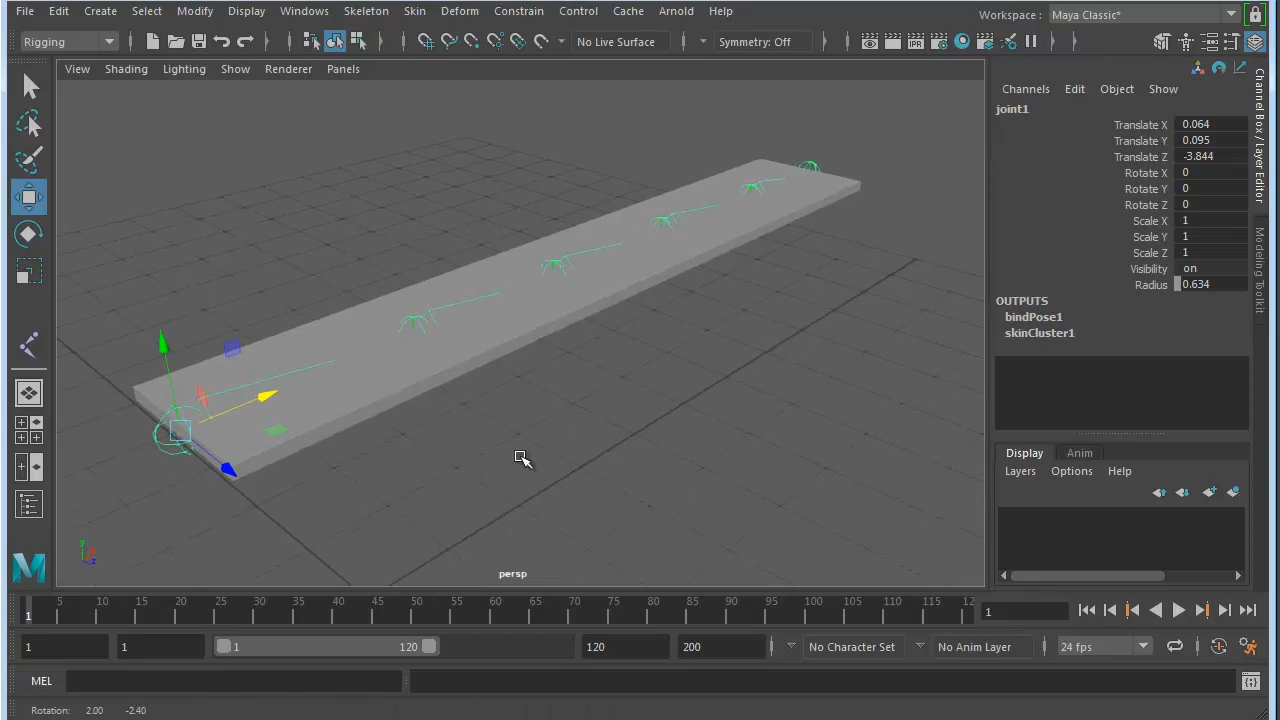 File Edit Create Select Modify Display Windows Skeleton Skin Deform Constrain Control Cache Arnold Help
Workspace : Maya Classic*
Rigging
No Live Surface
Symmetry: Off
IPR
View Shading Lighting Show Renderer Panels
Channels Edit Object Show
joint1
Translate X 0.064
Translate Y 0.095
Translate Z -3.844
Rotate X 0
Rotate Y 0
Rotate Z 0
Scale X 1
Scale Y 1
Scale Z 1
Visibility on
Radius 0.634
OUTPUTS
bindPose1
skinCluster1
Channel Box / Layer Editor
Modeling Toolkit
Display Anim
Layers Options Help
y
x
z
persp
1 5 10 15 20 25 30 35 40 45 50 55 60 65 70 75 80 85 90 95 100 105 110 115 12
1
1 1 1 120 120 200 No Character Set No Anim Layer 24 fps
MEL
Rotation: 2.00 -2.40